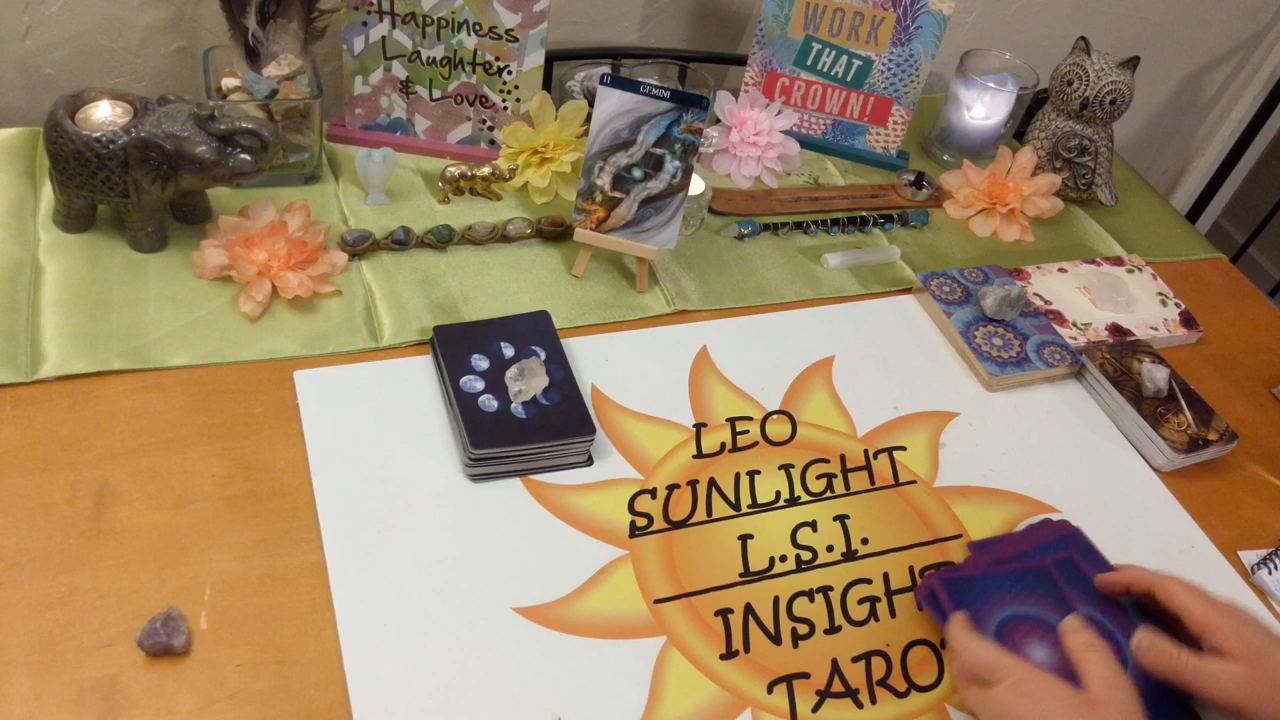 Happiness
Laughter
& Love
WORK
THAT
CROWN!
II
GEMINI
LEO
SUNLIGHT
L.S.I.
INSIGHT
TAROT